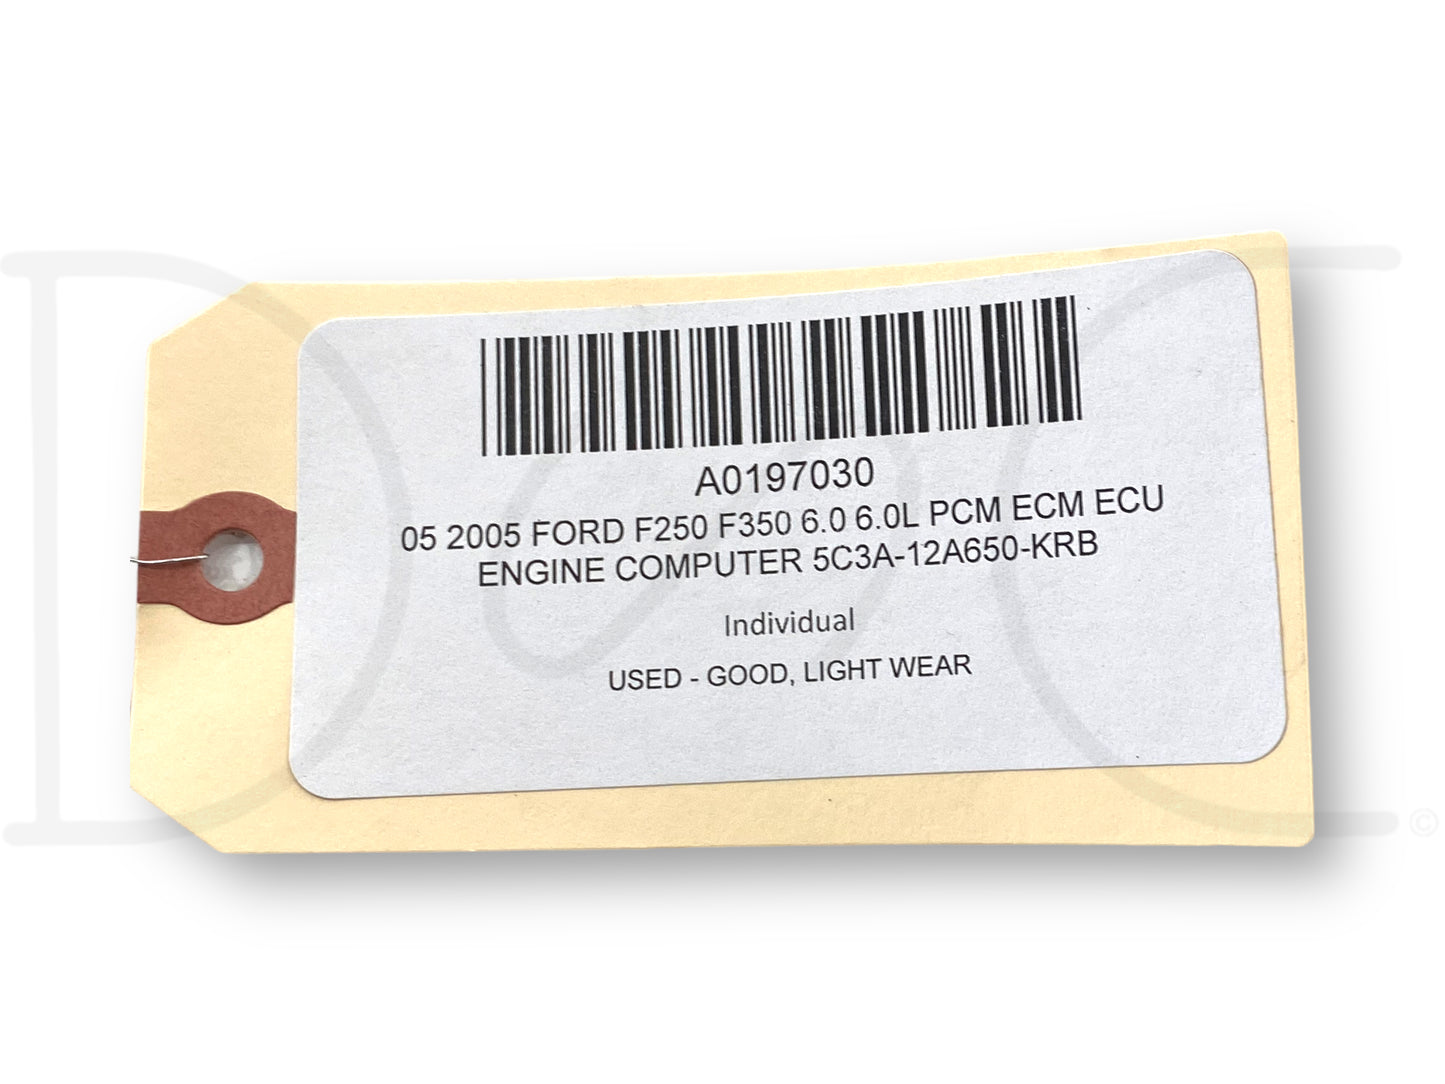 A0197030
05 2005 FORD F250 F350 6.0 6.0L PCM ECM ECU
ENGINE COMPUTER 5C3A-12A650-KRB
Individual
USED - GOOD, LIGHT WEAR
©